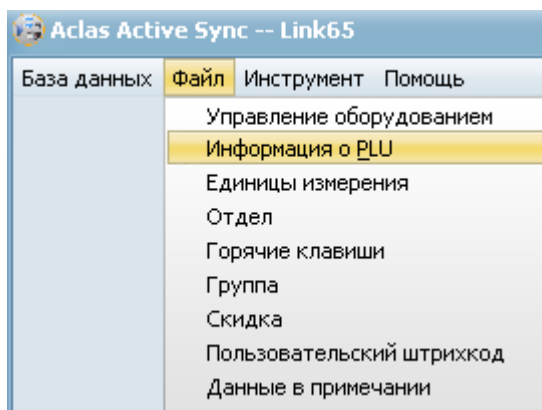 Aclas Active Sync -- Link65
База данных Файл Инструмент Помощь
Управление оборудованием
Информация о PLU
Единицы измерения
Отдел
Горячие клавиши
Группа
Скидка
Пользовательский штрихкод
Данные в примечании